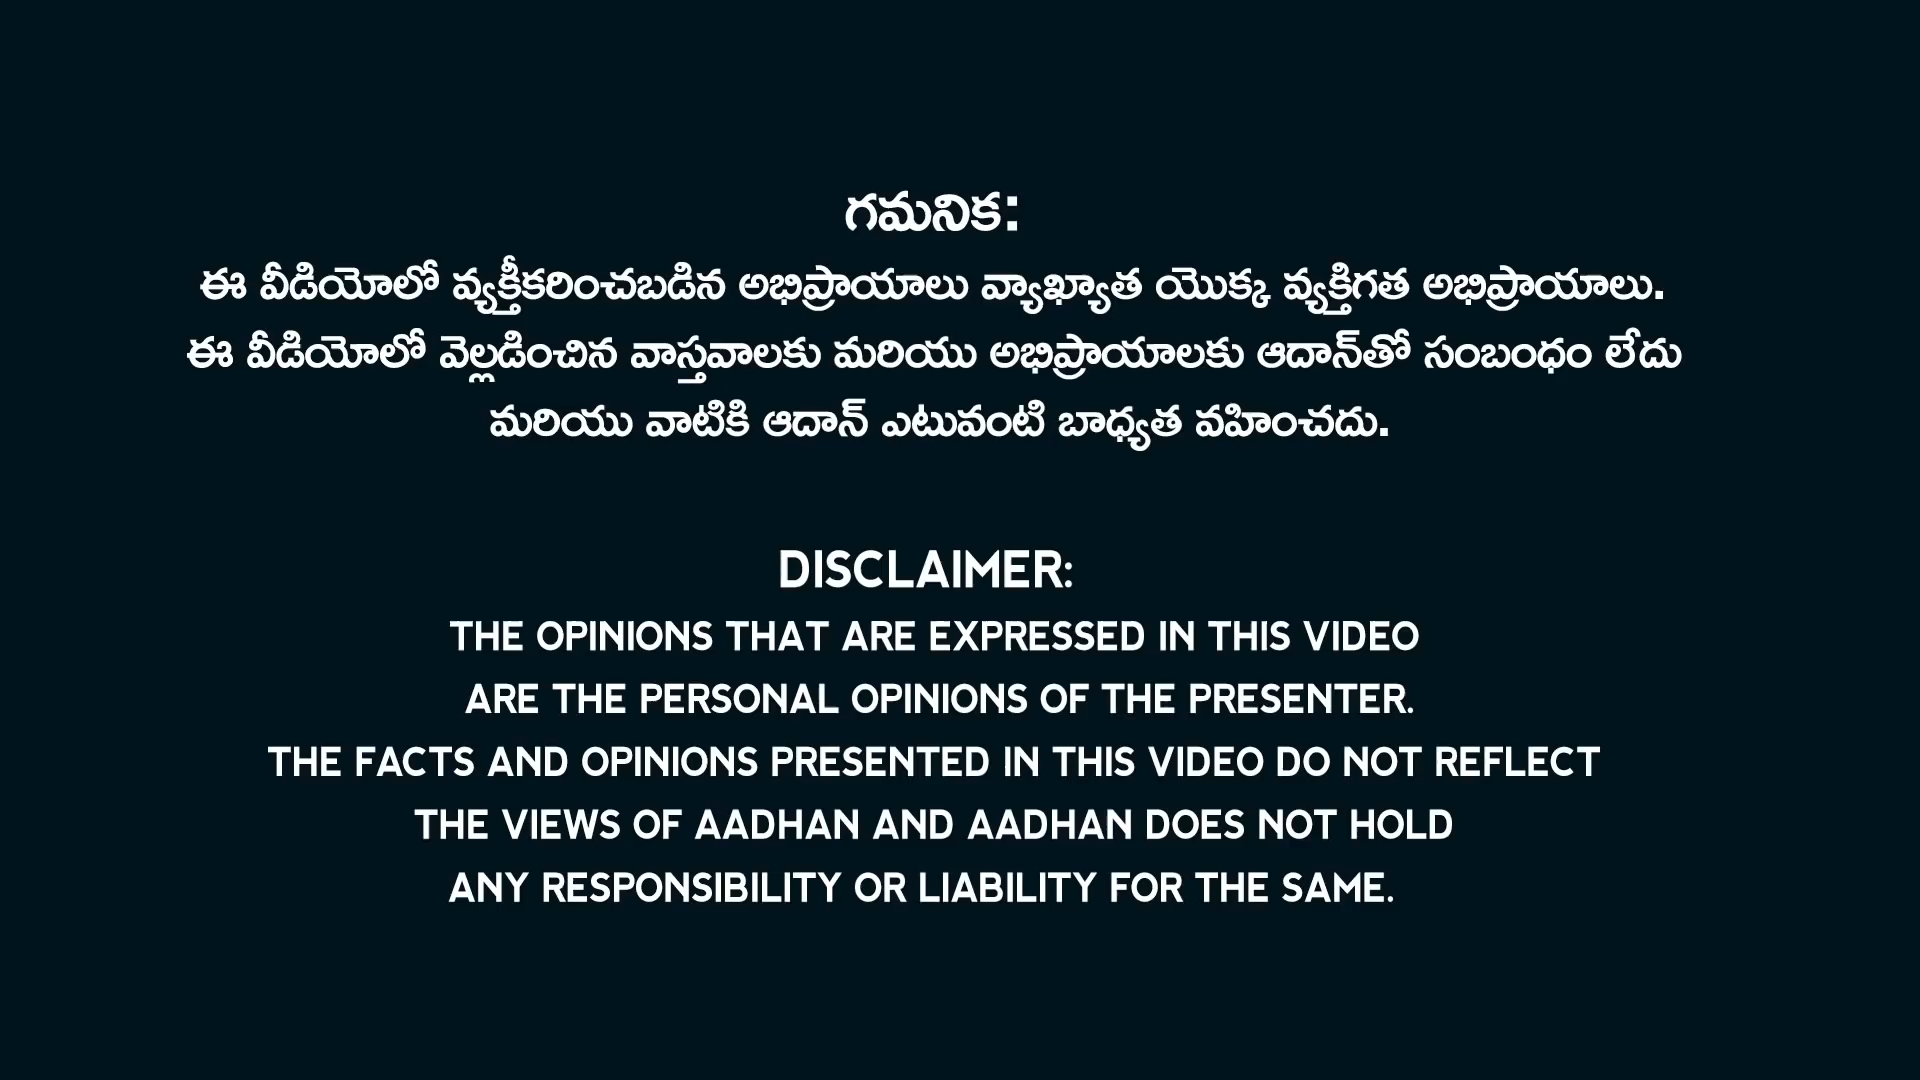 గమనిక:
ఈ వీడియోలో వ్యక్తీకరించబడిన అభిప్రాయాలు వ్యాఖ్యాత యొక్క వ్యక్తిగత అభిప్రాయాలు.
ఈ వీడియోలో వెల్లడించిన వాస్తవాలకు మరియు అభిప్రాయాలకు ఆదాన్‌తో సంబంధం లేదు
మరియు వాటికి ఆదాన్ ఎటువంటి బాధ్యత వహించదు.
DISCLAIMER:
THE OPINIONS THAT ARE EXPRESSED IN THIS VIDEO
ARE THE PERSONAL OPINIONS OF THE PRESENTER.
THE FACTS AND OPINIONS PRESENTED IN THIS VIDEO DO NOT REFLECT
THE VIEWS OF AADHAN AND AADHAN DOES NOT HOLD
ANY RESPONSIBILITY OR LIABILITY FOR THE SAME.